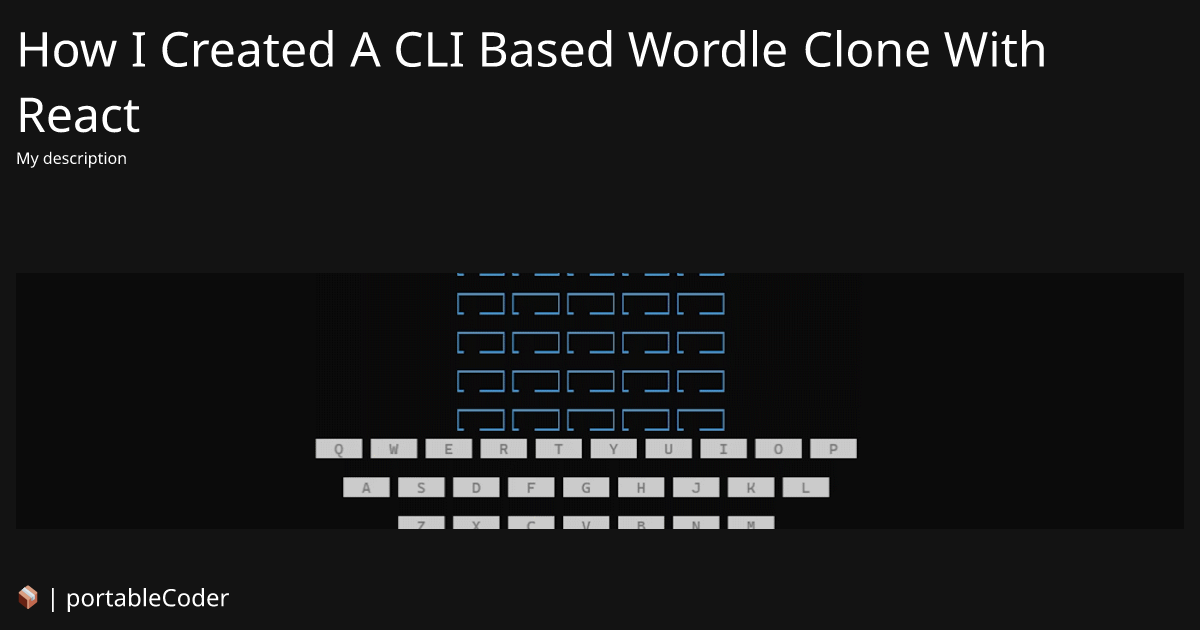 How I Created A CLI Based Wordle Clone With
React
My description
Q W E R T Y U I O P
A S D F G H J K L
Z X C V B N M
| portableCoder